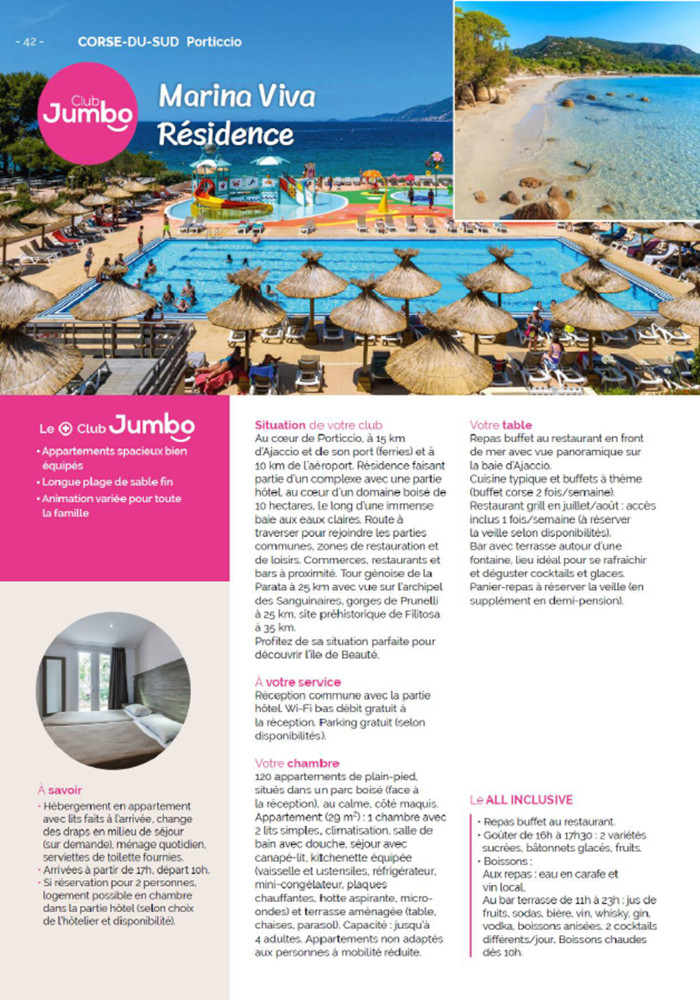 - 42 -
CORSE-DU-SUD Porticcio
Club
Jumbo
Marina Viva
Résidence
Le + Club Jumbo
• Appartements spacieux bien
équipés
• Longue plage de sable fin
• Animation variée pour toute
la famille
À savoir
• Hébergement en appartement
avec lits faits à l'arrivée, change
des draps en milieu de séjour
(sur demande), ménage quotidien,
serviettes de toilette fournies.
• Arrivées à partir de 17h, départ 10h.
• Si réservation pour 2 personnes,
logement possible en chambre
dans la partie hôtel (selon choix
de l'hôtelier et disponibilité).
Situation de votre club
Au cœur de Porticcio, à 15 km
d'Ajaccio et de son port (ferries) et à
10 km de l'aéroport. Résidence faisant
partie d'un complexe avec une partie
hôtel, au cœur d'un domaine boisé de
10 hectares, le long d'une immense
baie aux eaux claires. Route à
traverser pour rejoindre les parties
communes, zones de restauration et
de loisirs. Commerces, restaurants et
bars à proximité. Tour génoise de la
Parata à 25 km avec vue sur l'archipel
des Sanguinaires, gorges de Prunelli
à 25 km, site préhistorique de Filitosa
à 35 km.
Profitez de sa situation parfaite pour
découvrir l'île de Beauté.
À votre service
Réception commune avec la partie
hôtel. Wi-Fi bas débit gratuit à
la réception. Parking gratuit (selon
disponibilités).
Votre chambre
120 appartements de plain-pied,
situés dans un parc boisé (face à
la réception), au calme, côté maquis.
Appartement (29 m²) : 1 chambre avec
2 lits simples, climatisation, salle de
bain avec douche, séjour avec
canapé-lit, kitchenette équipée
(vaisselle et ustensiles, réfrigérateur,
mini-congélateur, plaques
chauffantes, hotte aspirante, micro-
ondes) et terrasse aménagée (table,
chaises, parasol). Capacité : jusqu'à
4 adultes. Appartements non adaptés
aux personnes à mobilité réduite.
Votre table
Repas buffet au restaurant en front
de mer avec vue panoramique sur
la baie d'Ajaccio.
Cuisine typique et buffets à thème
(buffet corse 2 fois/semaine).
Restaurant grill en juillet/août : accès
inclus 1 fois/semaine (à réserver
la veille selon disponibilités).
Bar avec terrasse autour d'une
fontaine, lieu idéal pour se rafraîchir
et déguster cocktails et glaces.
Panier-repas à réserver la veille (en
supplément en demi-pension).
Le ALL INCLUSIVE
• Repas buffet au restaurant.
• Goûter de 16h à 17h30 : 2 variétés
sucrées, bâtonnets glacés, fruits.
• Boissons :
Aux repas : eau en carafe et
vin local.
Au bar terrasse de 11h à 23h : jus de
fruits, sodas, bière, vin, whisky, gin,
vodka, boissons anisées, 2 cocktails
différents/jour. Boissons chaudes
dès 10h.